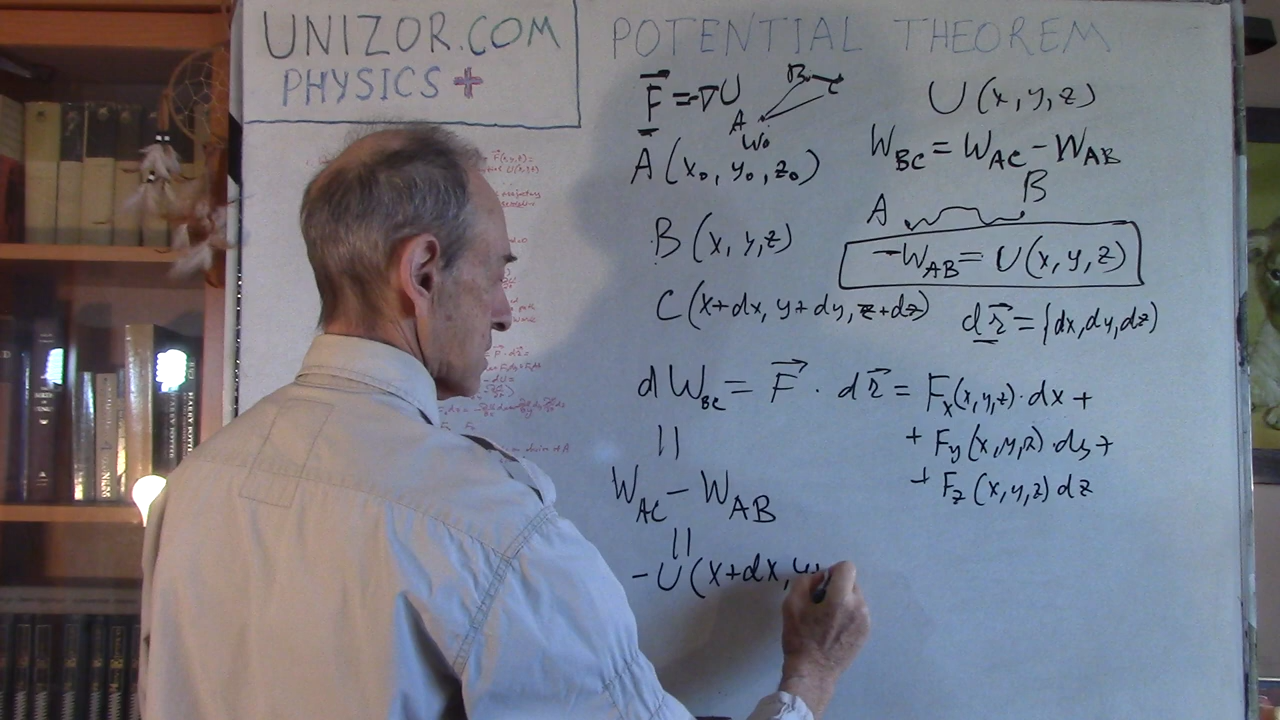 UNIZOR.COM
PHYSICS+
POTENTIAL THEOREM
F⃗ = -∇U
B
C
A
W₀
U(x, y, z)
A(x₀, y₀, z₀)
W_BC = W_AC - W_AB
A B
B(x, y, z)
-W_AB = U(x, y, z)
C(x+dx, y+dy, z+dz)
dr⃗ = {dx, dy, dz)
dW_BC = F⃗ · dr⃗ = F_x(x, y, z)·dx +
+ F_y(x, y, z)·dy +
+ F_z(x, y, z) dz
||
W_AC - W_AB
||
-U(x+dx, y